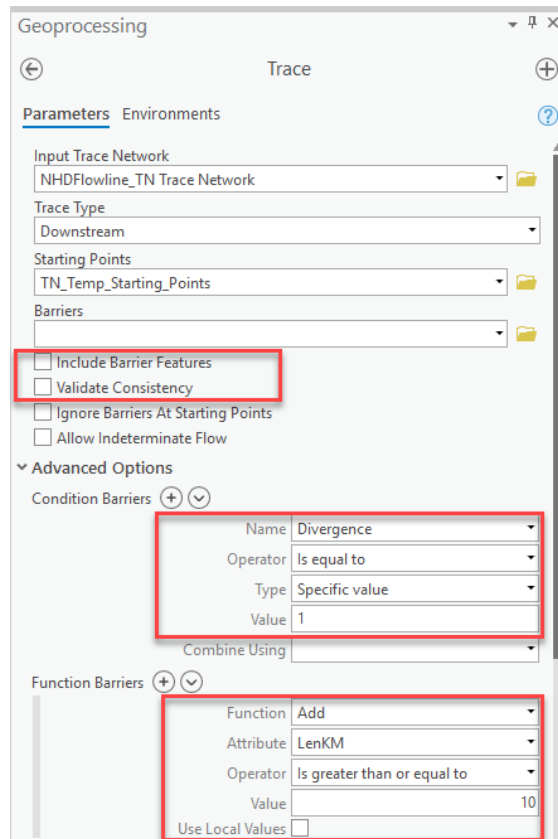 Geoprocessing
Trace
Parameters Environments
Input Trace Network
NHDFlowline_TN Trace Network
Trace Type
Downstream
Starting Points
TN_Temp_Starting_Points
Barriers
Include Barrier Features
Validate Consistency
Ignore Barriers At Starting Points
Allow Indeterminate Flow
Advanced Options
Condition Barriers
Name Divergence
Operator Is equal to
Type Specific value
Value 1
Combine Using
Function Barriers
Function Add
Attribute LenKM
Operator Is greater than or equal to
Value 10
Use Local Values